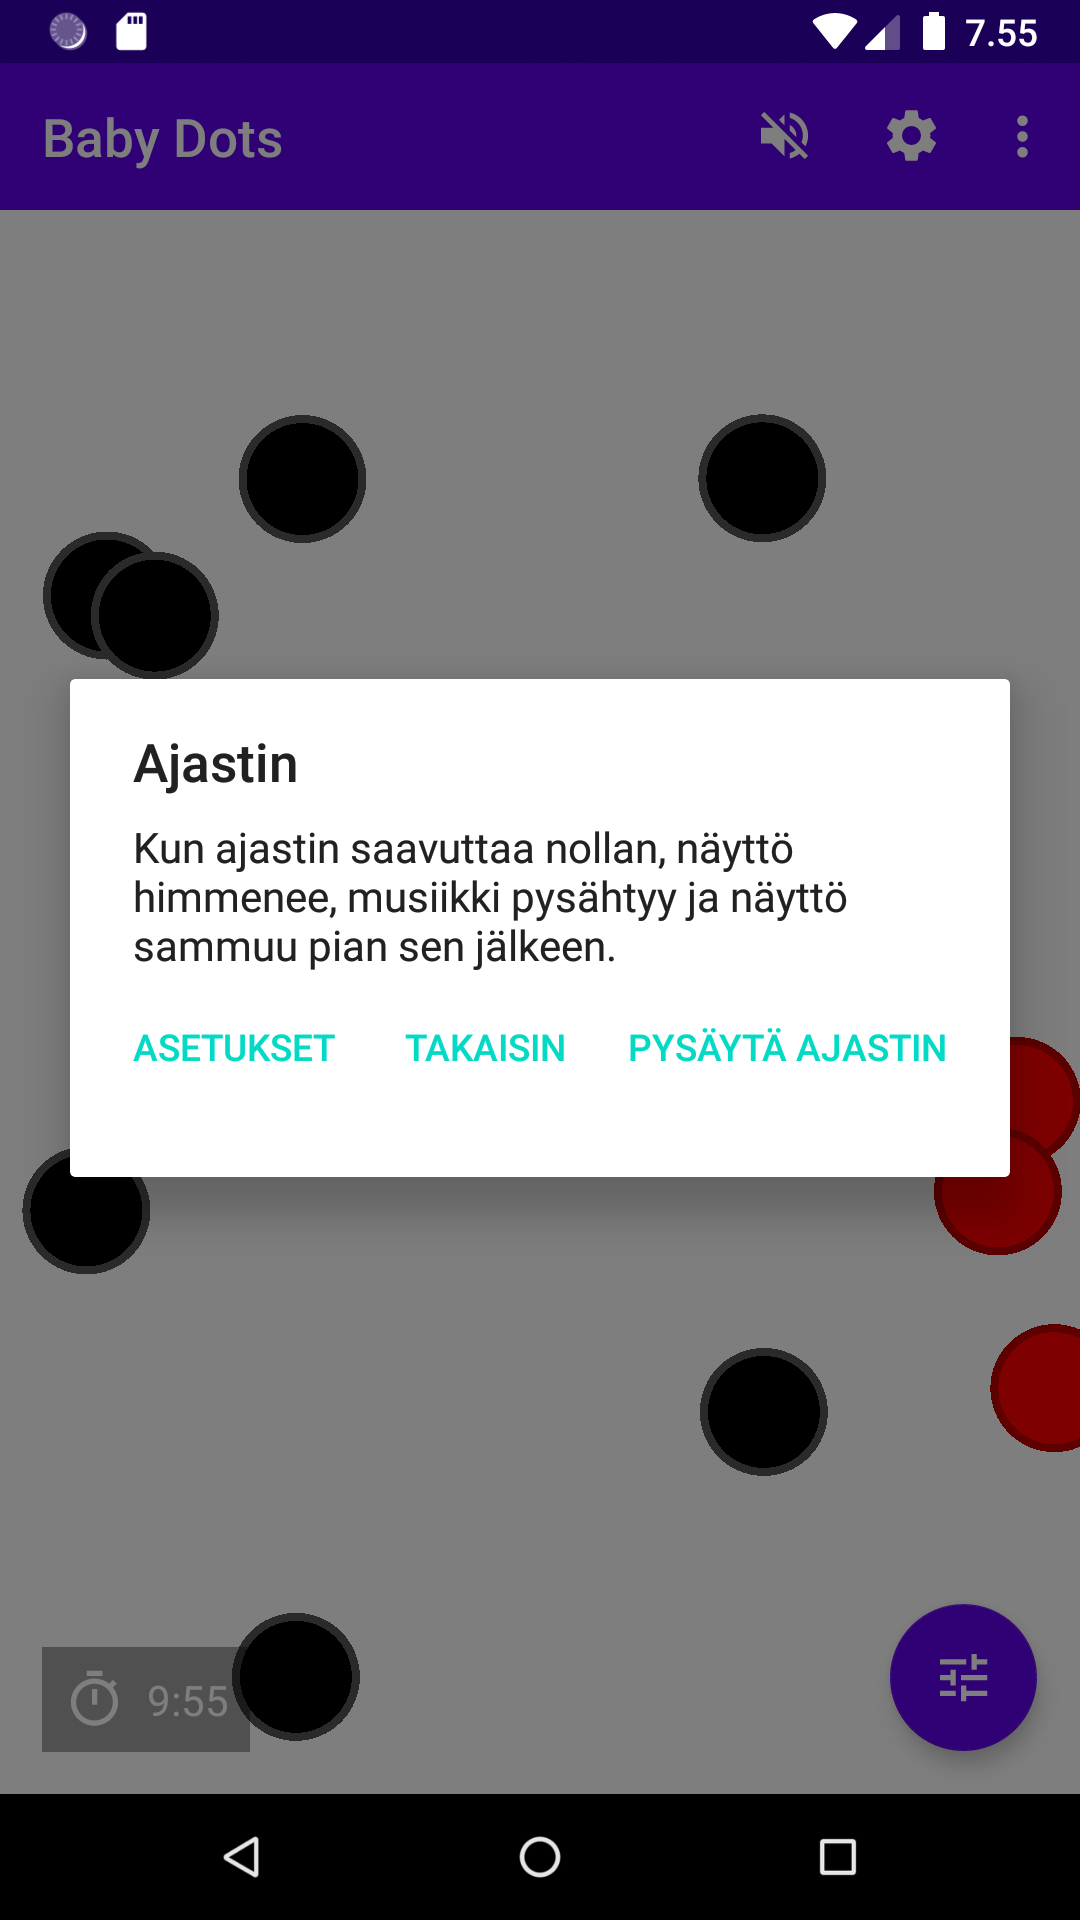 7.55
Baby Dots
Ajastin
Kun ajastin saavuttaa nollan, näyttö
himmenee, musiikki pysähtyy ja näyttö
sammuu pian sen jälkeen.
ASETUKSET TAKAISIN PYSÄYTÄ AJASTIN
9:55